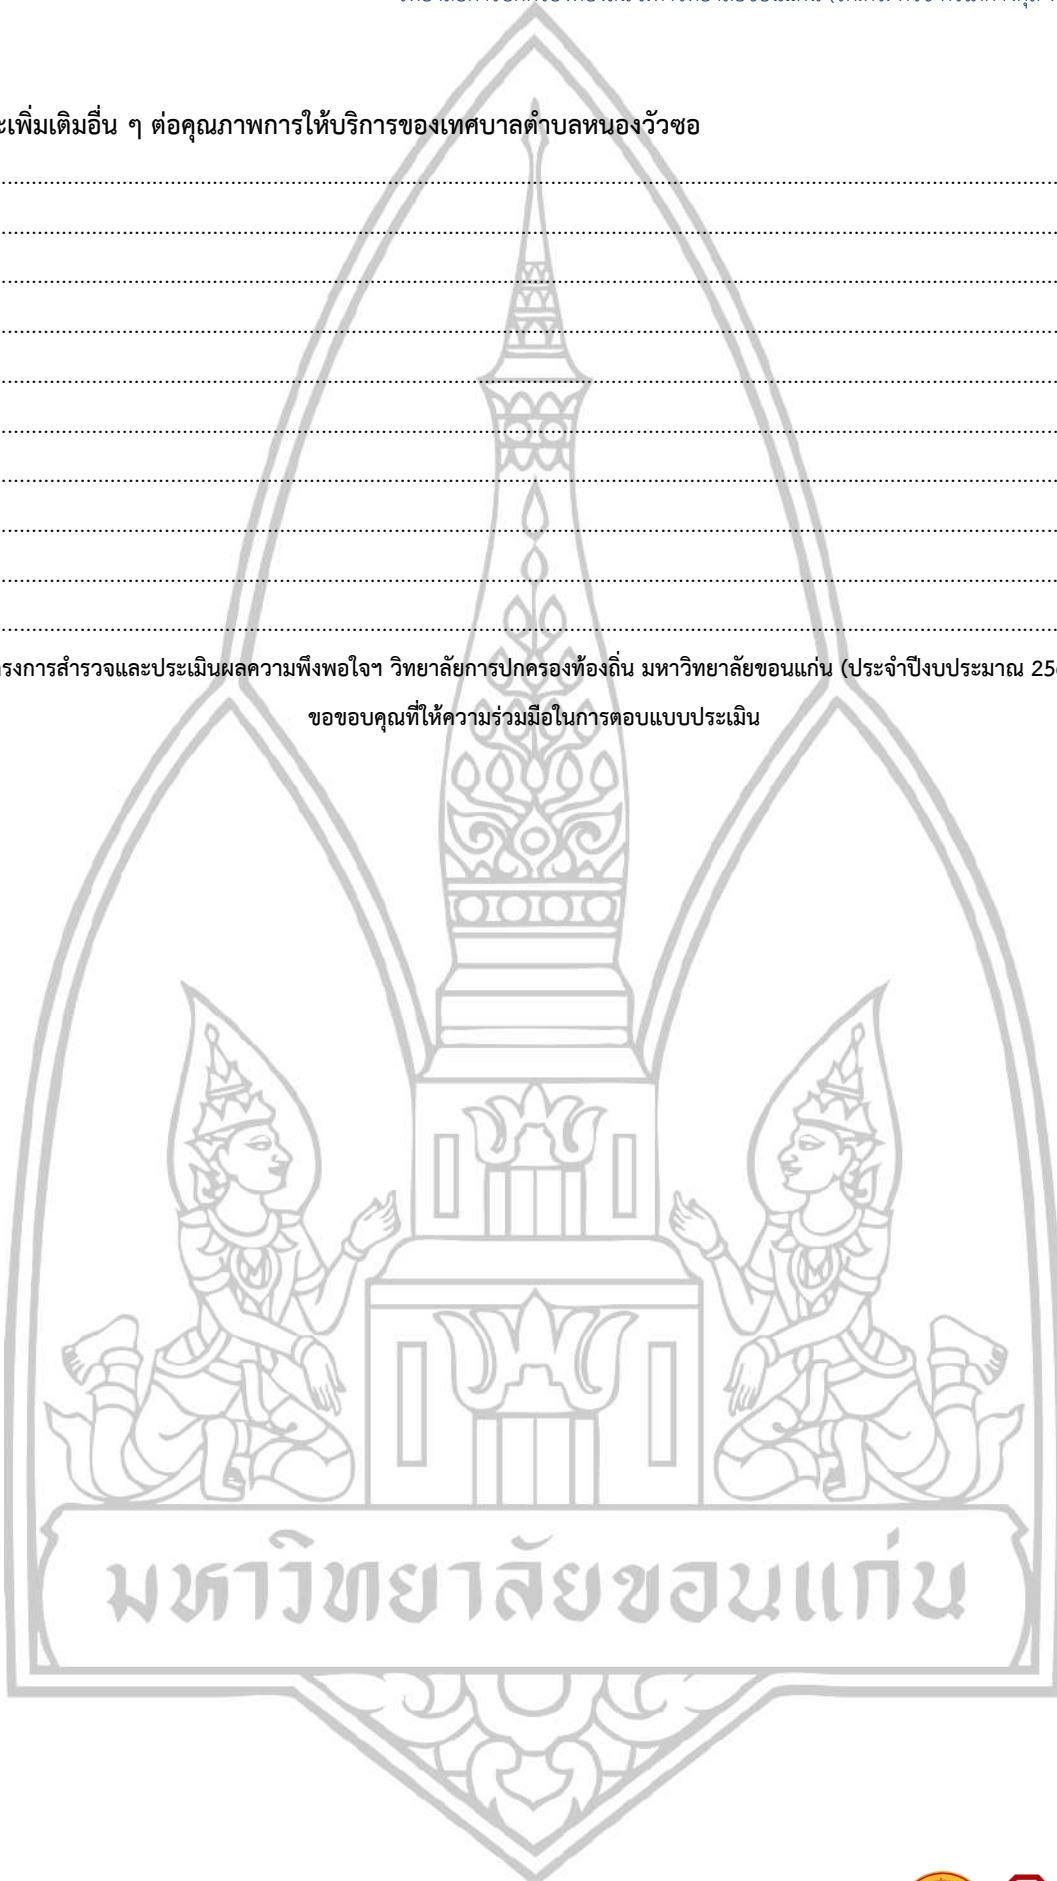 ะเพิ่มเติมอื่น ๆ ต่อคุณภาพการให้บริการของเทศบาลตำบลหนองวัวซอ
รงการสำรวจและประเมินผลความพึงพอใจฯ วิทยาลัยการปกครองท้องถิ่น มหาวิทยาลัยขอนแก่น (ประจำปีงบประมาณ 25
ขอขอบคุณที่ให้ความร่วมมือในการตอบแบบประเมิน
มหาวิทยาลัยขอนแก่น